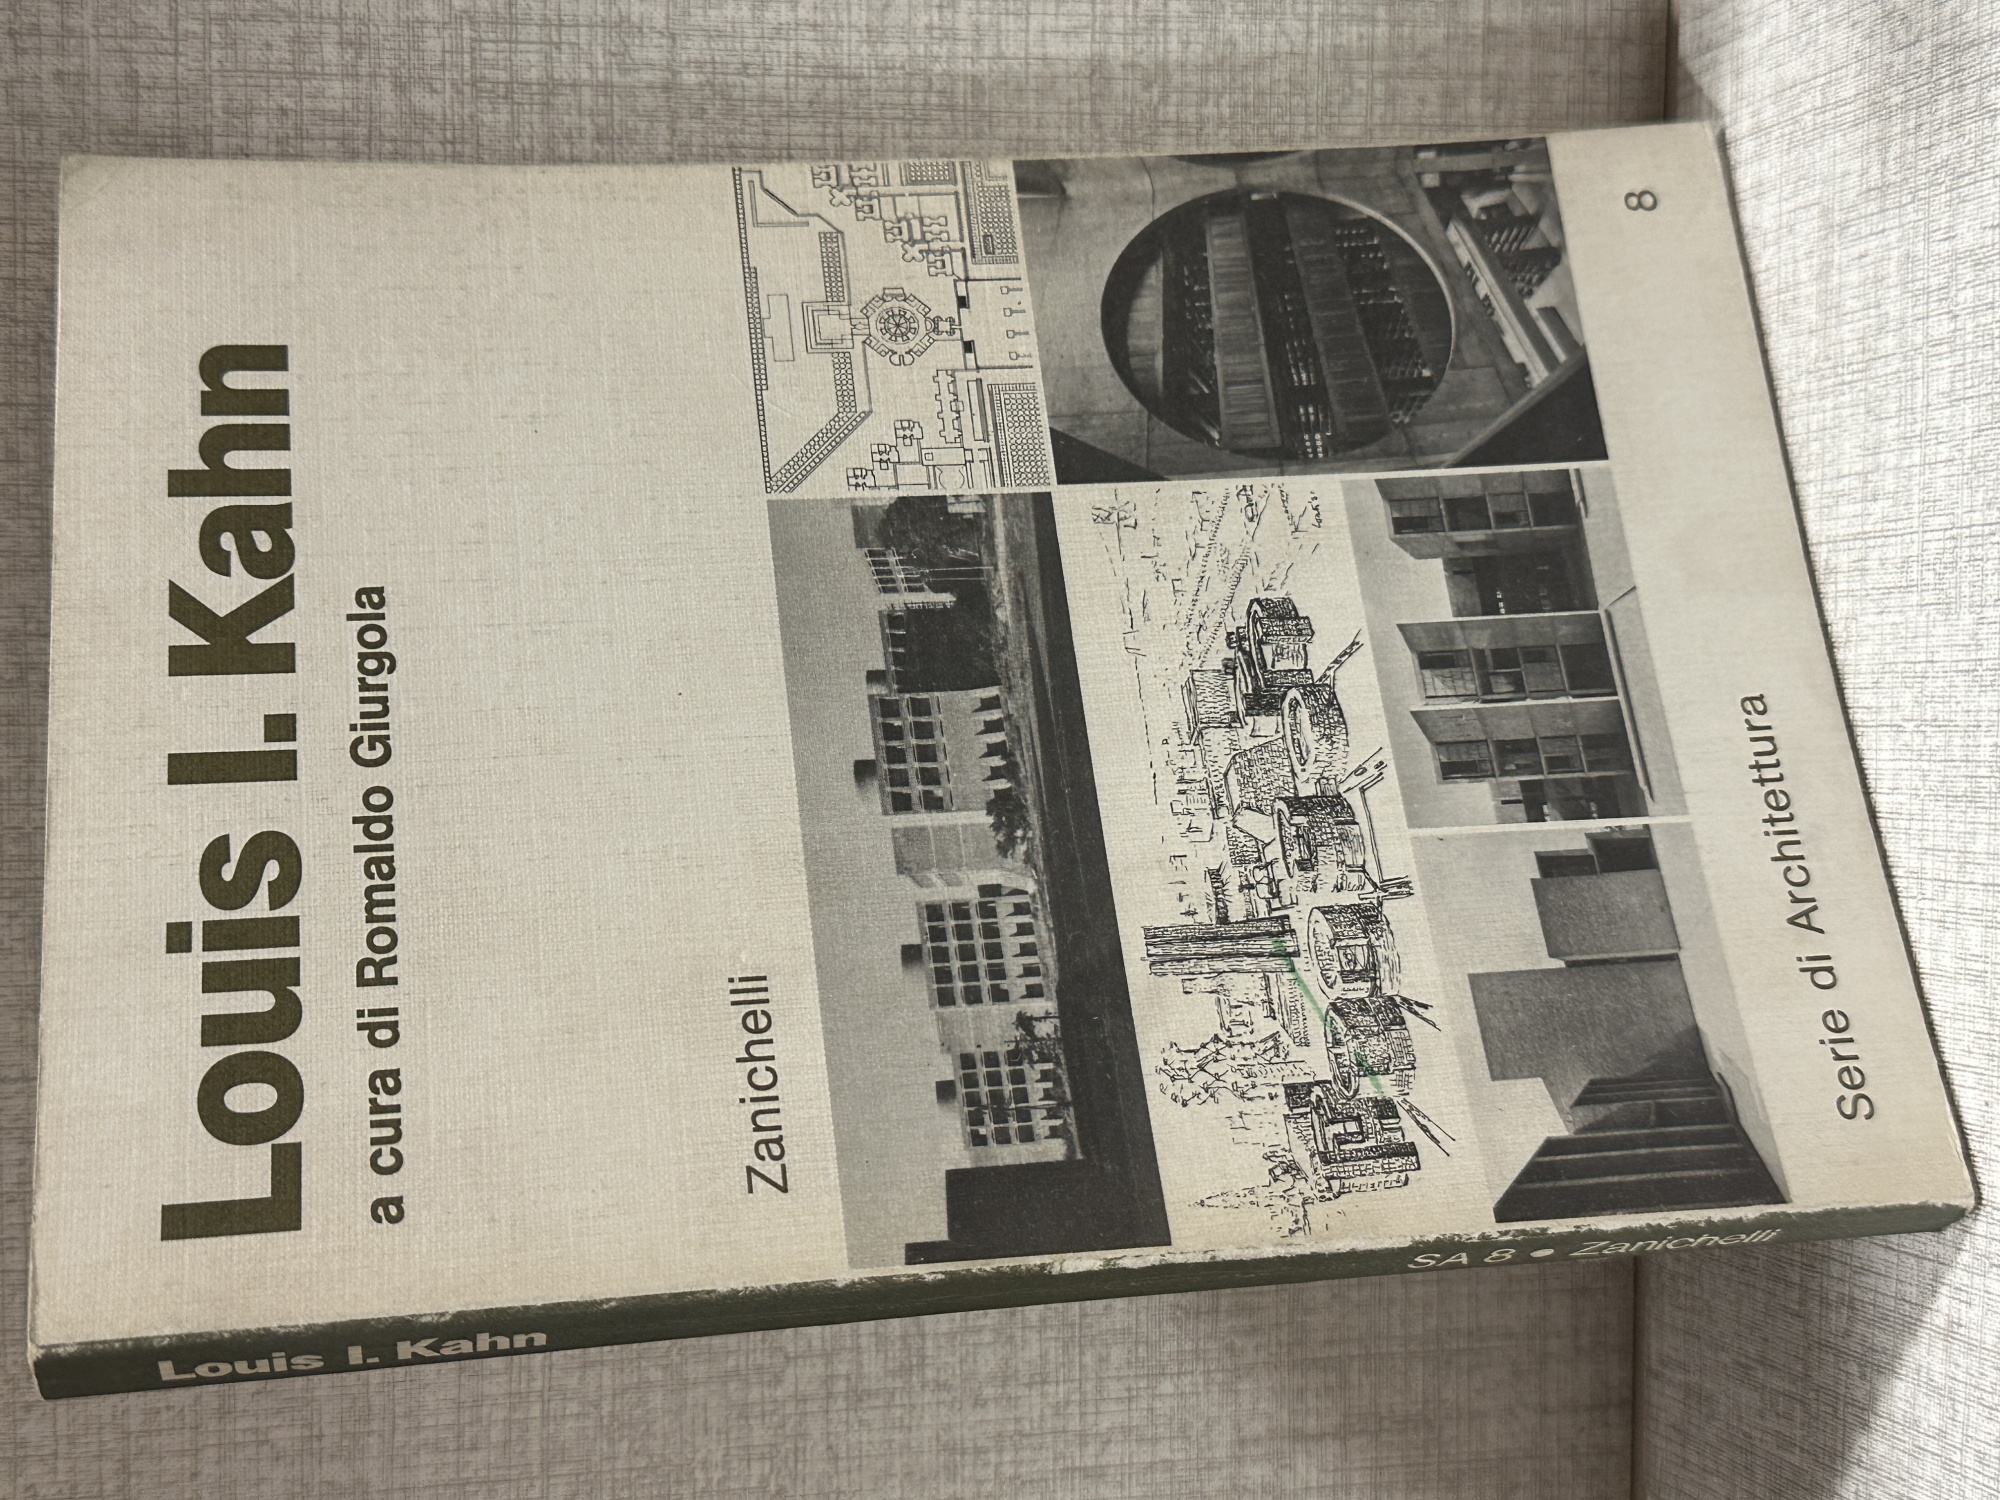 Louis I. Kahn
a cura di Romaldo Giurgola
Zanichelli
Serie di Architettura
8
Louis I. Kahn
SA 8 • Zanichelli